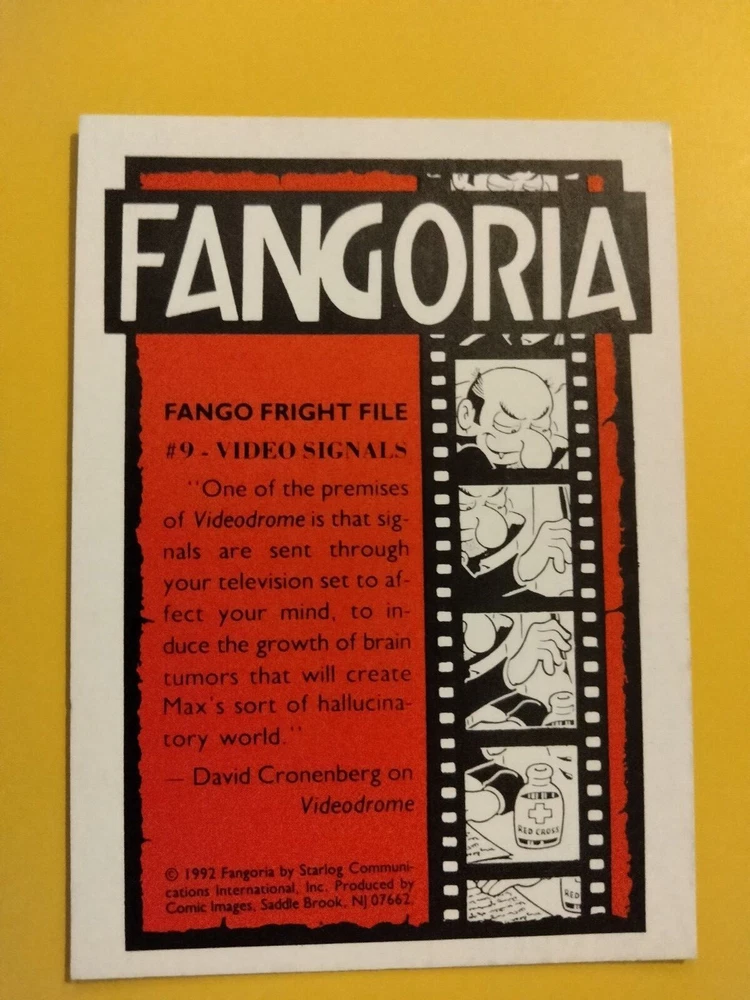 FANGORIA
FANGO FRIGHT FILE
#9 - VIDEO SIGNALS
"One of the premises
of Videodrome is that sig-
nals are sent through
your television set to af-
fect your mind, to in-
duce the growth of brain
tumors that will create
Max's sort of hallucina-
tory world."
— David Cronenberg on
Videodrome
© 1992 Fangoria by Starlog Communi-
cations International, Inc. Produced by
Comic Images, Saddle Brook, NJ 07662.
RED CROSS
RED